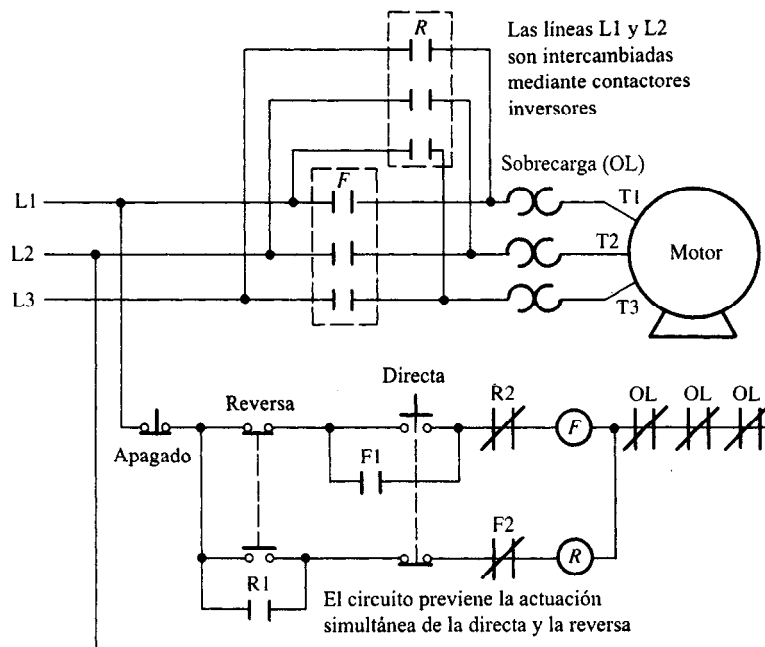 R
Las líneas L1 y L2
son intercambiadas
mediante contactores
inversores
Sobrecarga (OL)
F
L1
T1
L2
T2
Motor
L3
T3
Directa
Reversa
R2
OL
OL
OL
F
Apagado
F1
F2
R
R1
El circuito previene la actuación
simultánea de la directa y la reversa